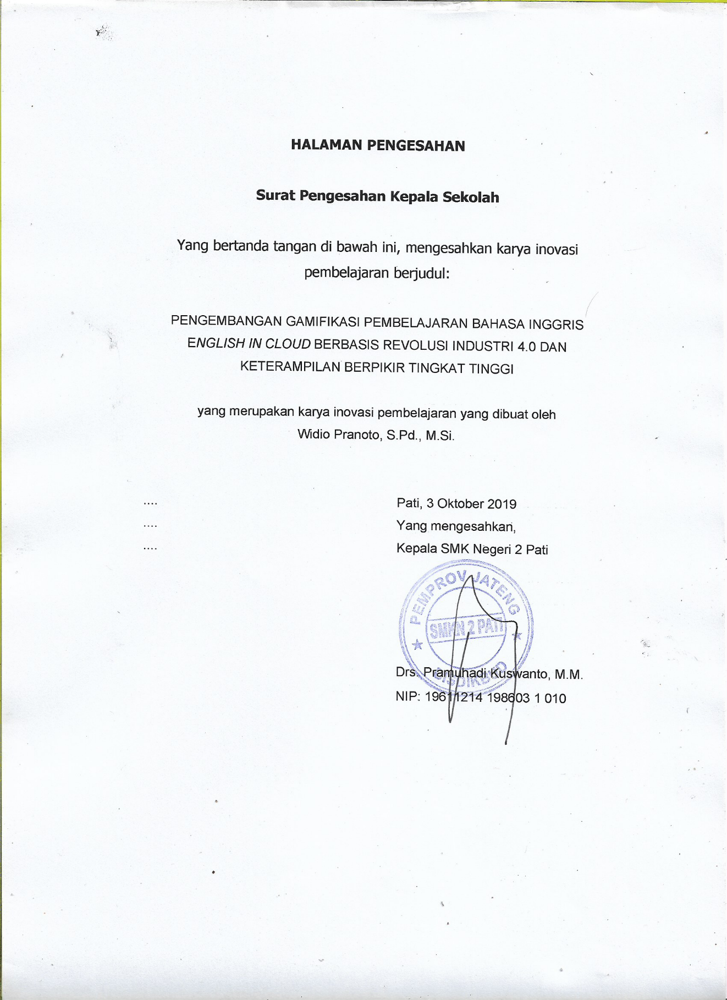 HALAMAN PENGESAHAN
Surat Pengesahan Kepala Sekolah
Yang bertanda tangan di bawah ini, mengesahkan karya inovasi
pembelajaran berjudul:
PENGEMBANGAN GAMIFIKASI PEMBELAJARAN BAHASA INGGRIS
ENGLISH IN CLOUD BERBASIS REVOLUSI INDUSTRI 4.0 DAN
KETERAMPILAN BERPIKIR TINGKAT TINGGI
yang merupakan karya inovasi pembelajaran yang dibuat oleh
Widio Pranoto, S.Pd., M.Si.
.... Pati, 3 Oktober 2019
.... Yang mengesahkan,
.... Kepala SMK Negeri 2 Pati
PEMPROV JATENG
SMKN 2 PATI
DISDIKBUD
Drs. Pramuhadi Kuswanto, M.M.
NIP: 19611214 198603 1 010